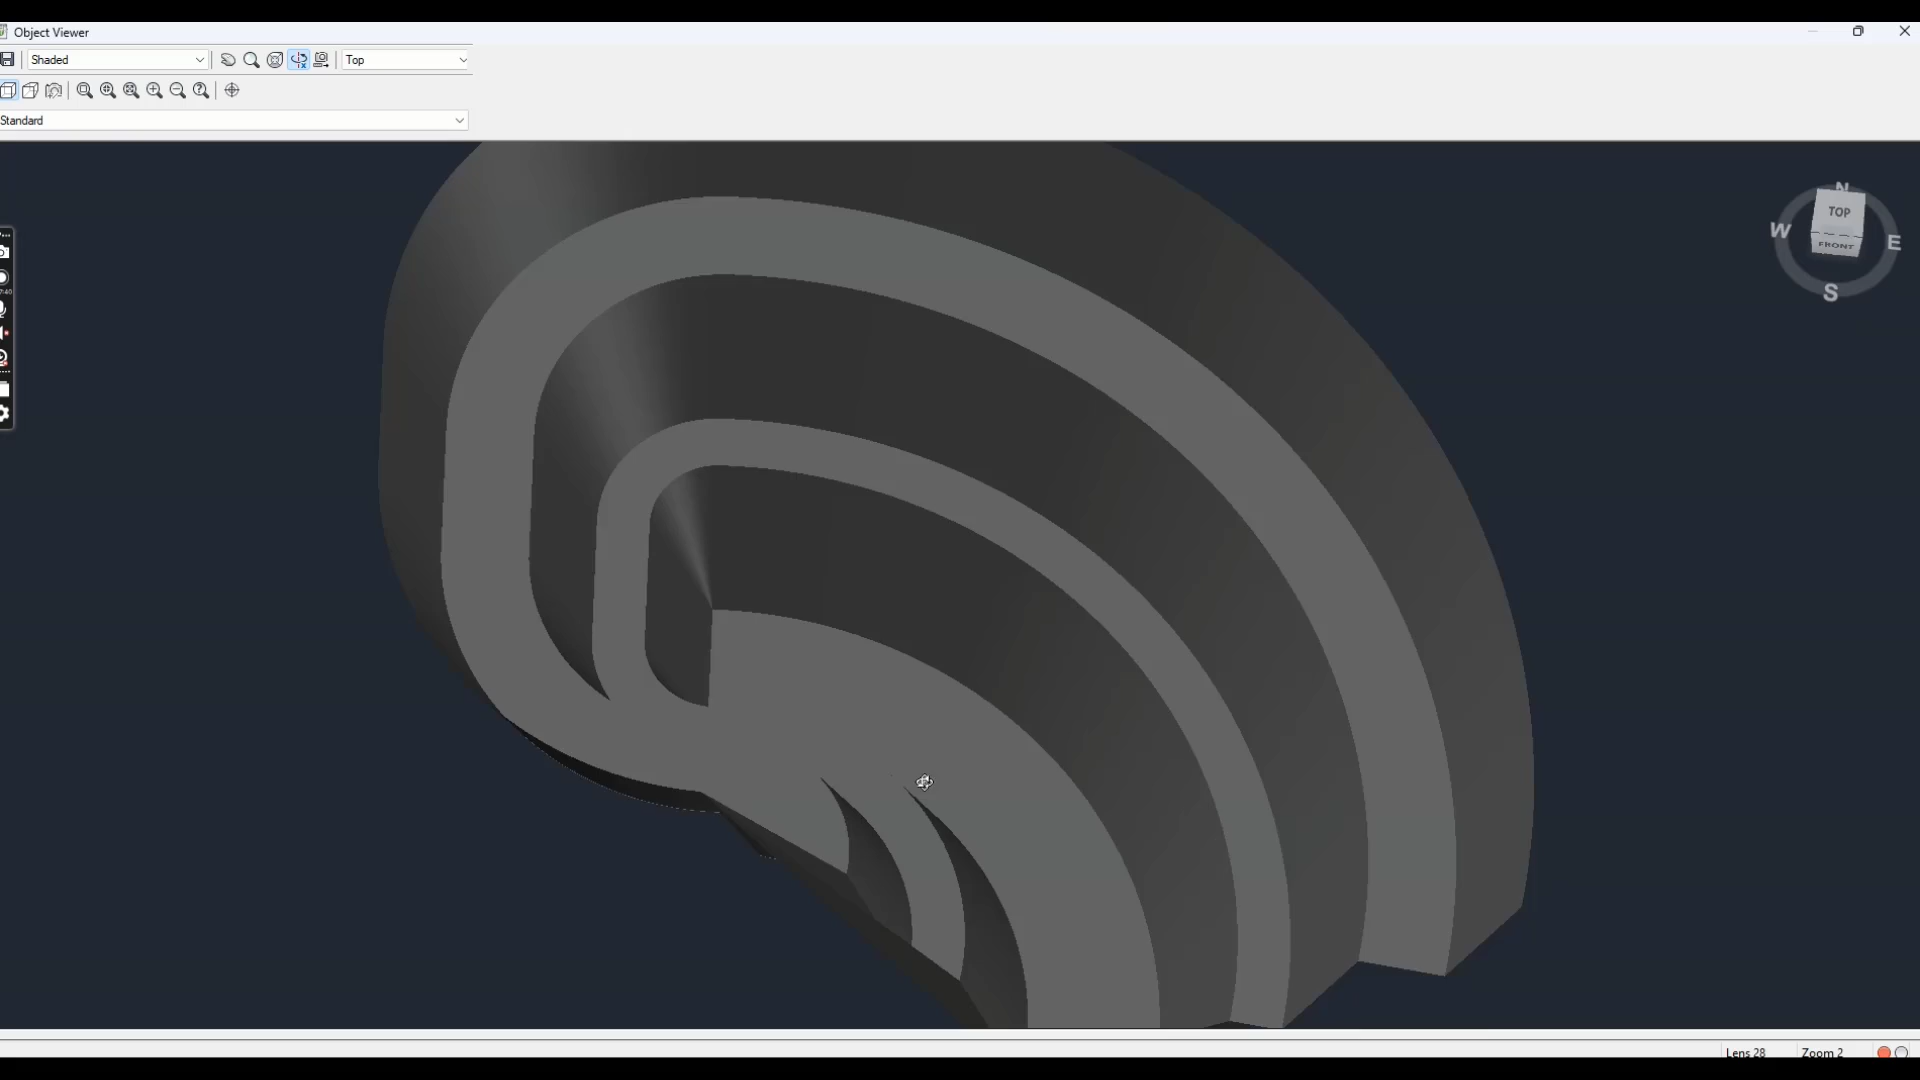 Object Viewer
Shaded
Top
Standard
N
W
TOP
E
FRONT
S
Lens 28
Zoom 2